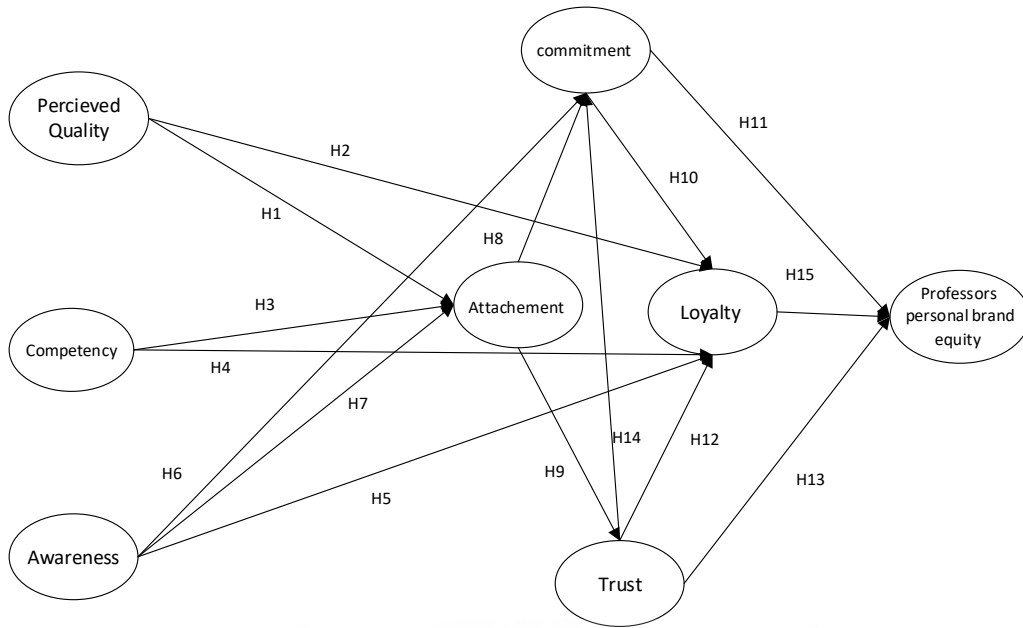 commitment
Percieved
Quality
H11
H2
H10
H1
H8
H15
Professors
personal brand
equity
H3
Attachement
Loyalty
Competency
H4
H7
H14
H12
H6
H9
H5
H13
Awareness
Trust